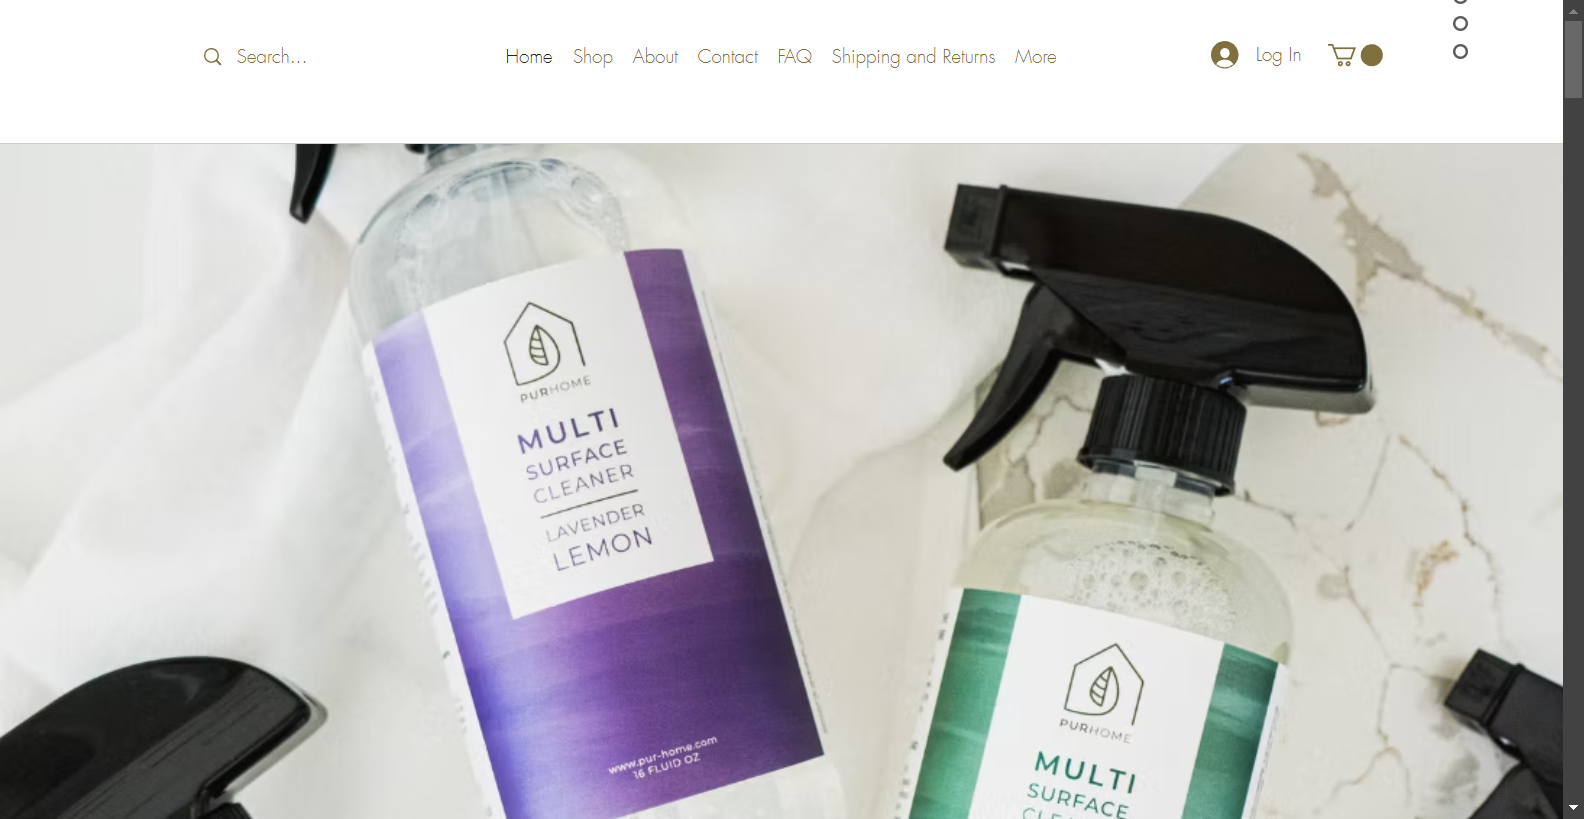 Search...
Home Shop About Contact FAQ Shipping and Returns More
Log In
PURHOME
MULTI
SURFACE
CLEANER
LAVENDER
LEMON
www.pur-home.com
16 FLUID OZ
PURHOME
MULTI
SURFACE